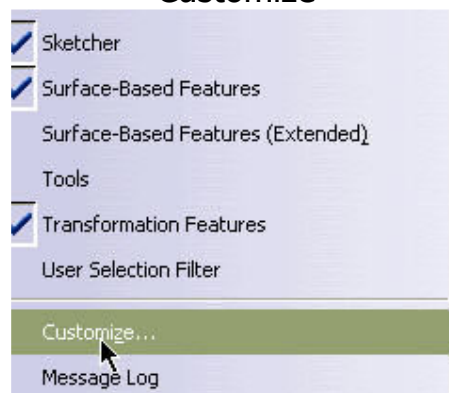 Customize
Sketcher
Surface-Based Features
Surface-Based Features (Extended)
Tools
Transformation Features
User Selection Filter
Customize...
Message Log